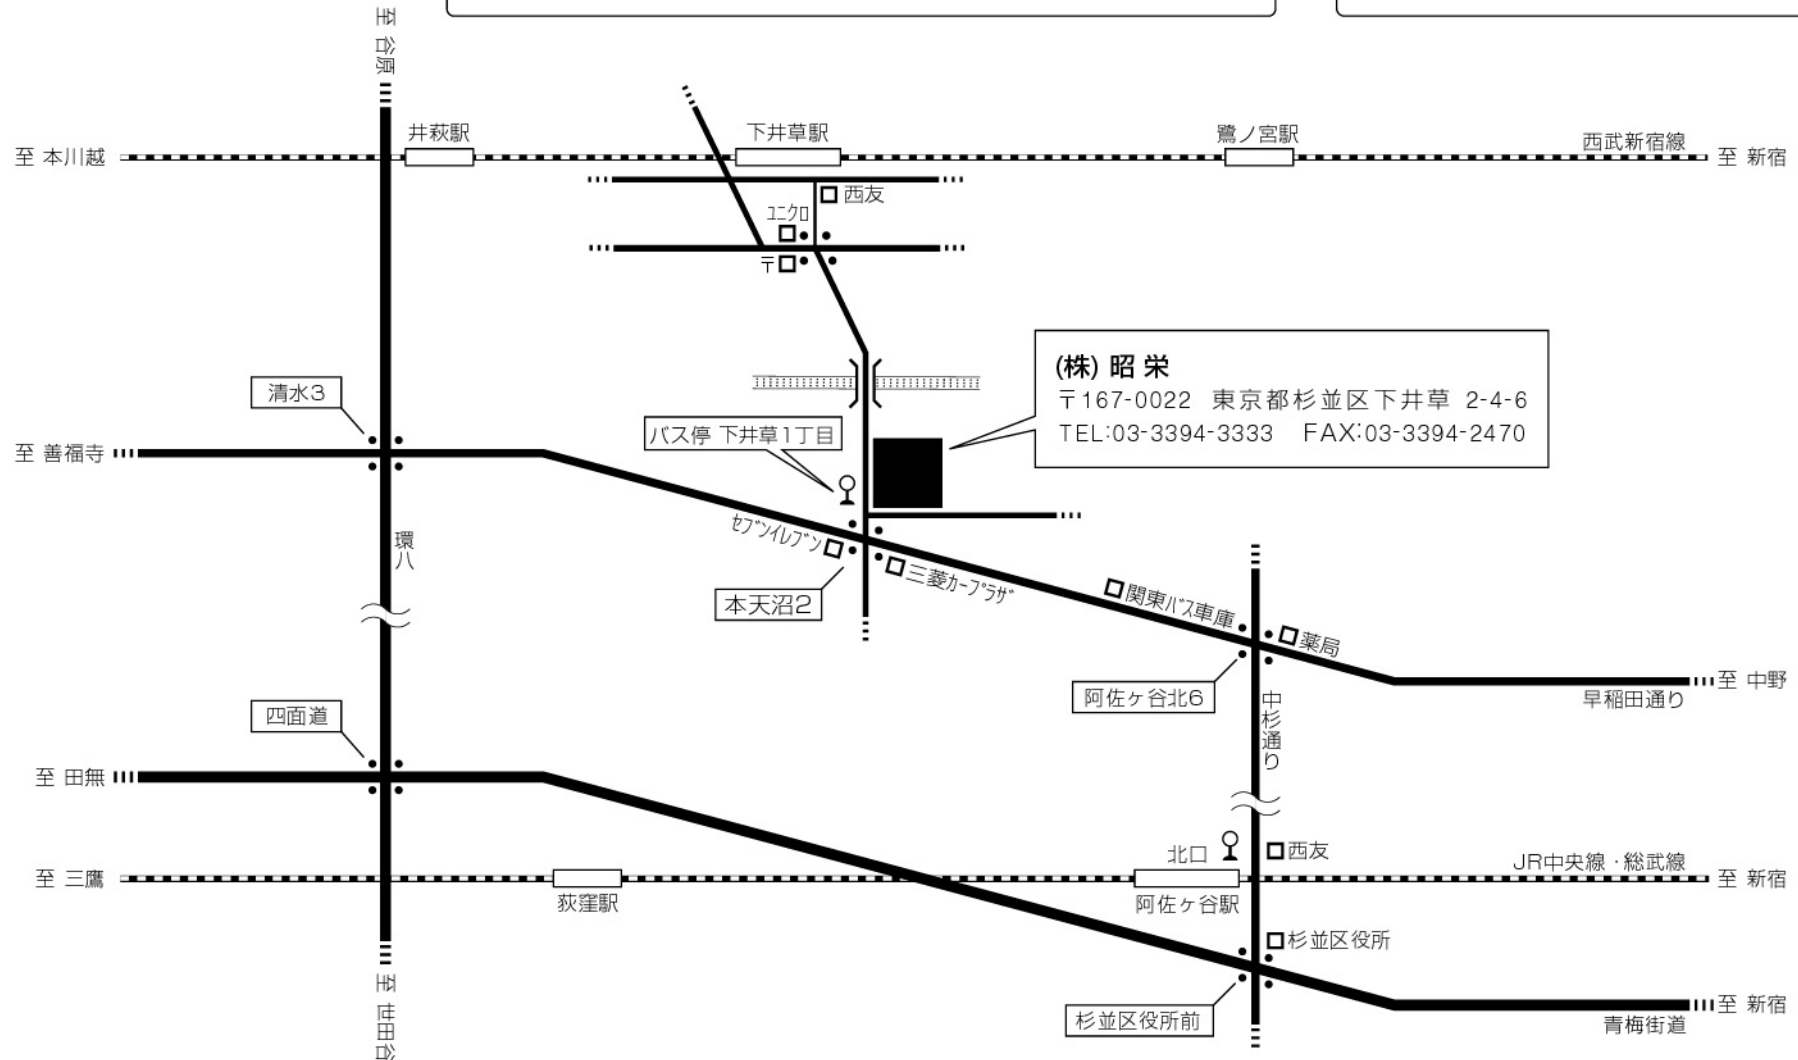 至 谷原
井荻駅
下井草駅
鷺ノ宮駅
西武新宿線
至 本川越
至 新宿
西友
ユニクロ
〒
(株) 昭栄
〒167-0022 東京都杉並区下井草 2-4-6
TEL:03-3394-3333 FAX:03-3394-2470
清水3
バス停 下井草1丁目
至 善福寺
セブンイレブン
環八
三菱カープラザ
本天沼2
関東バス車庫
薬局
阿佐ヶ谷北6
至 中野
早稲田通り
中杉通り
四面道
至 田無
北口
西友
JR中央線・総武線
至 三鷹
至 新宿
荻窪駅
阿佐ヶ谷駅
杉並区役所
至 世田谷
杉並区役所前
至 新宿
青梅街道